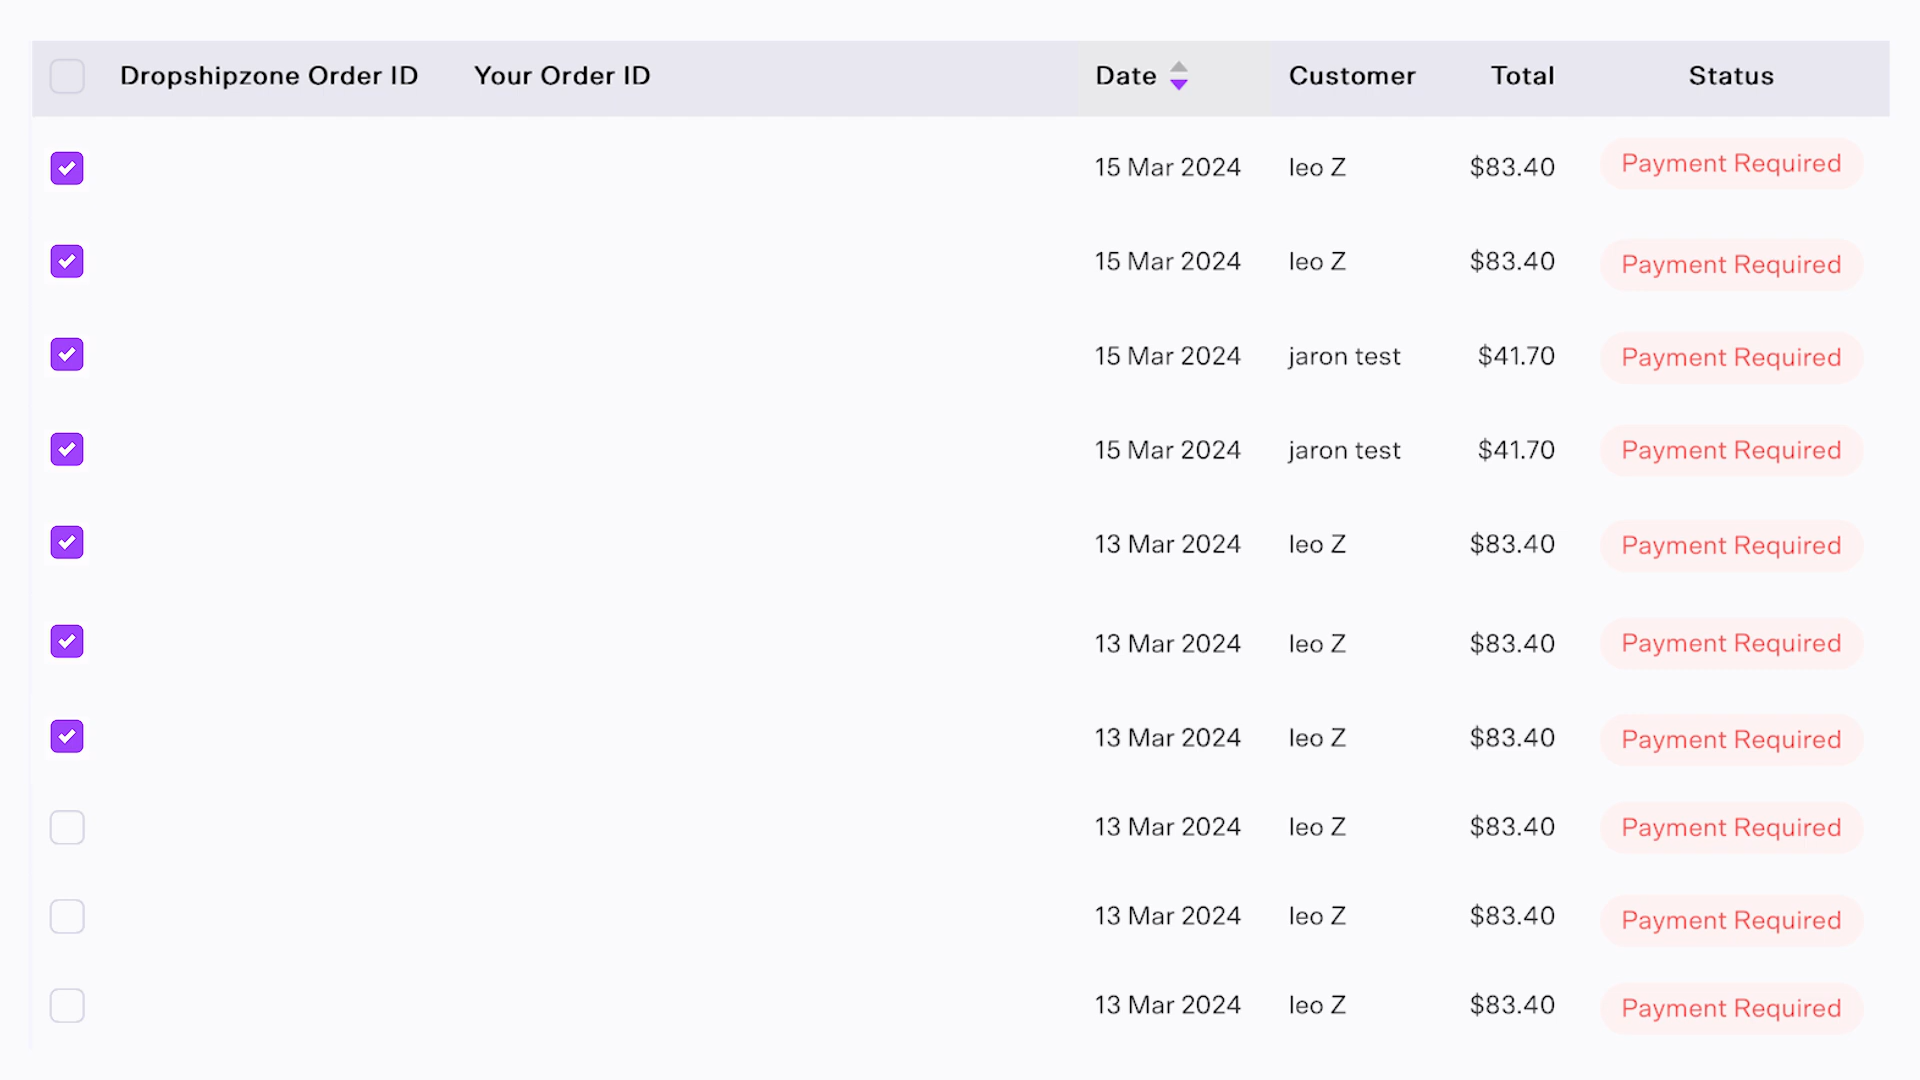 Dropshipzone Order ID Your Order ID Date Customer Total Status
15 Mar 2024 leo Z $83.40 Payment Required
15 Mar 2024 leo Z $83.40 Payment Required
15 Mar 2024 jaron test $41.70 Payment Required
15 Mar 2024 jaron test $41.70 Payment Required
13 Mar 2024 leo Z $83.40 Payment Required
13 Mar 2024 leo Z $83.40 Payment Required
13 Mar 2024 leo Z $83.40 Payment Required
13 Mar 2024 leo Z $83.40 Payment Required
13 Mar 2024 leo Z $83.40 Payment Required
13 Mar 2024 leo Z $83.40 Payment Required